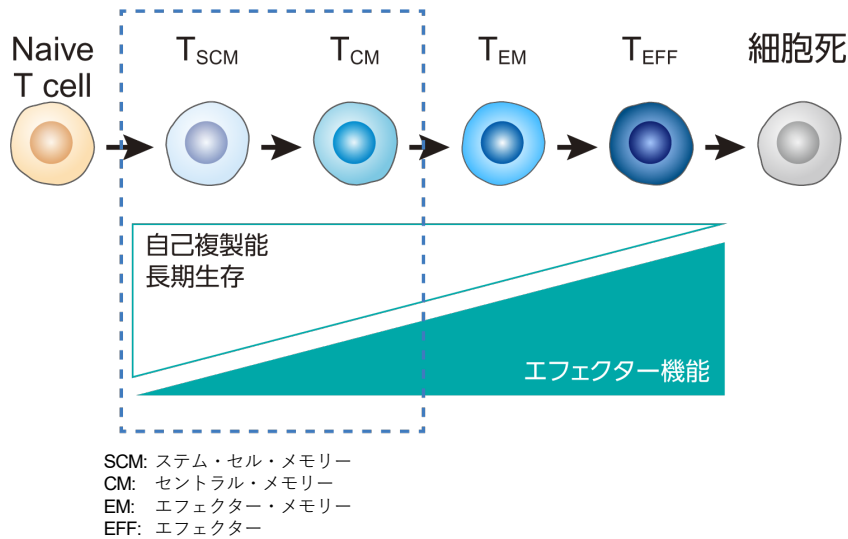 Naive
T cell
TSCM
TCM
TEM
TEFF
細胞死
自己複製能
長期生存
エフェクター機能
SCM: ステム・セル・メモリー
CM: セントラル・メモリー
EM: エフェクター・メモリー
EFF: エフェクター